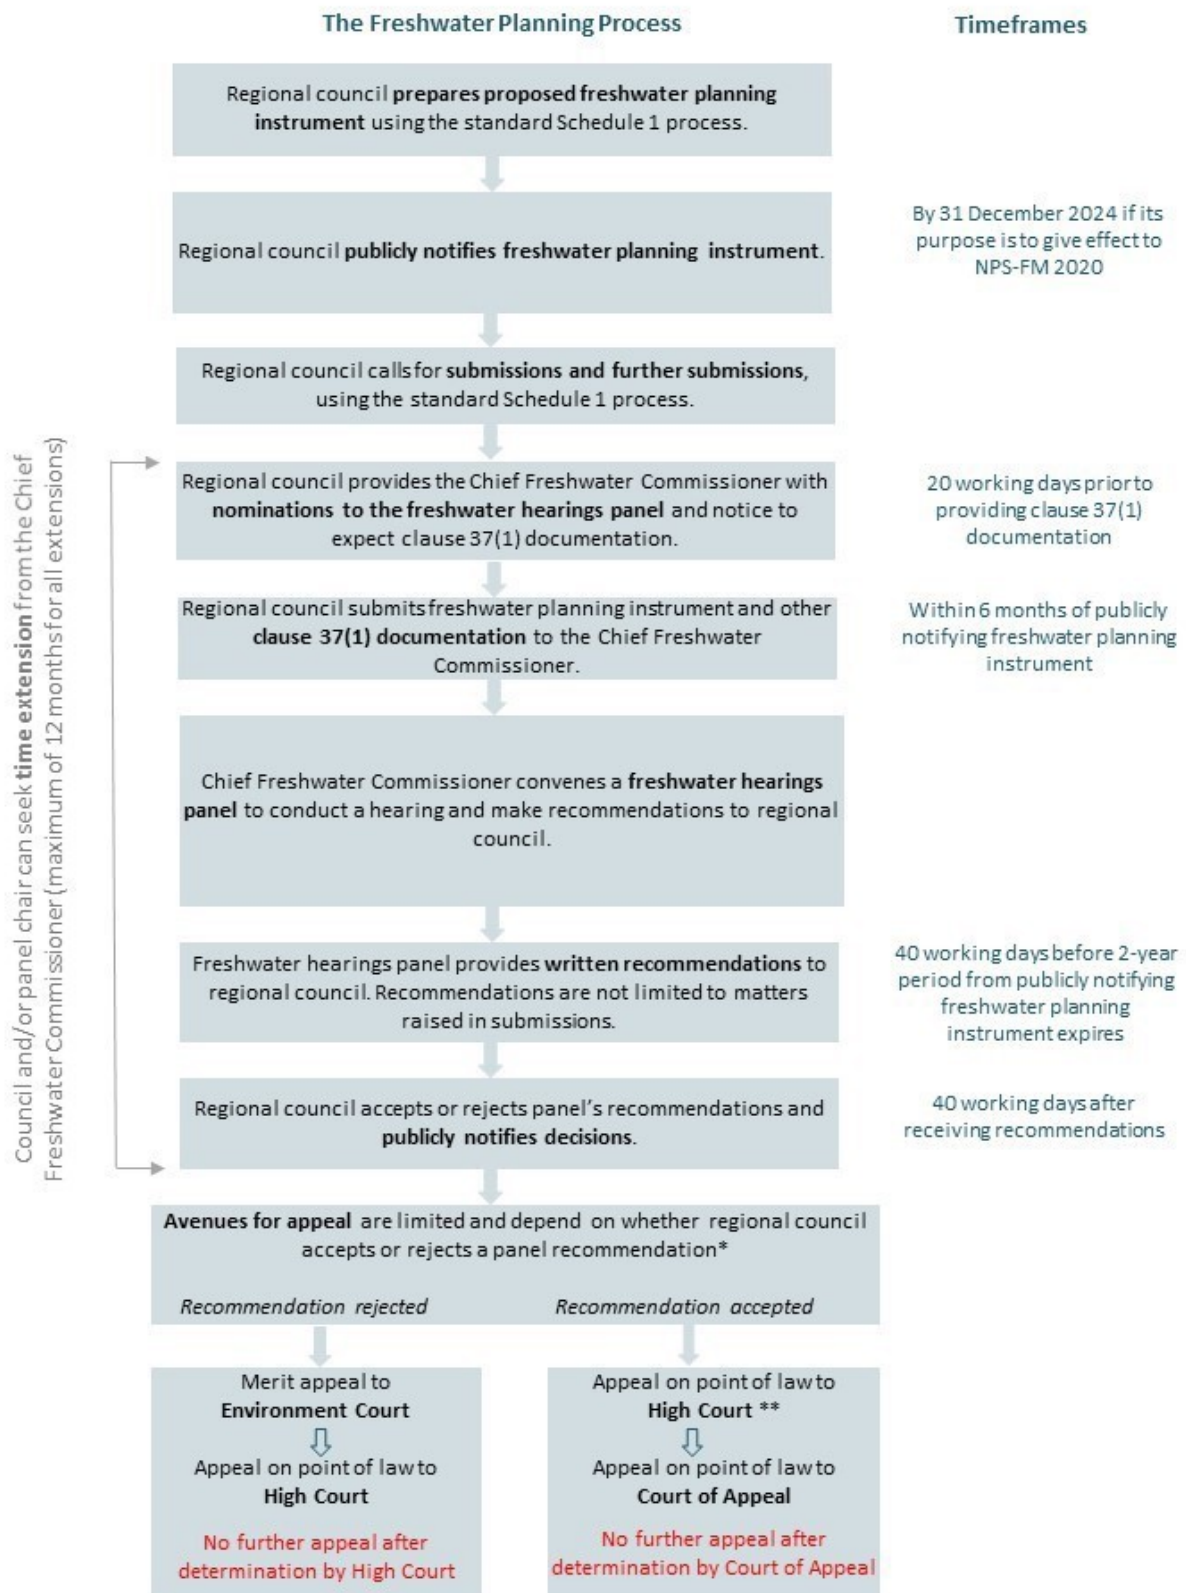 The Freshwater Planning Process
Timeframes
Regional council prepares proposed freshwater planning
instrument using the standard Schedule 1 process.
Regional council publicly notifies freshwater planning instrument.
By 31 December 2024 if its
purpose is to give effect to
NPS-FM 2020
Regional council calls for submissions and further submissions,
using the standard Schedule 1 process.
Council and/or panel chair can seek time extension from the Chief
Freshwater Commissioner (maximum of 12 months for all extensions)
Regional council provides the Chief Freshwater Commissioner with
nominations to the freshwater hearings panel and notice to
expect clause 37(1) documentation.
20 working days prior to
providing clause 37(1)
documentation
Regional council submits freshwater planning instrument and other
clause 37(1) documentation to the Chief Freshwater
Commissioner.
Within 6 months of publicly
notifying freshwater planning
instrument
Chief Freshwater Commissioner convenes a freshwater hearings
panel to conduct a hearing and make recommendations to regional
council.
Freshwater hearings panel provides written recommendations to
regional council. Recommendations are not limited to matters
raised in submissions.
40 working days before 2-year
period from publicly notifying
freshwater planning
instrument expires
Regional council accepts or rejects panel's recommendations and
publicly notifies decisions.
40 working days after
receiving recommendations
Avenues for appeal are limited and depend on whether regional council
accepts or rejects a panel recommendation*
Recommendation rejected
Recommendation accepted
Merit appeal to
Environment Court
Appeal on point of law to
High Court
No further appeal after
determination by High Court
Appeal on point of law to
High Court **
Appeal on point of law to
Court of Appeal
No further appeal after
determination by Court of Appeal